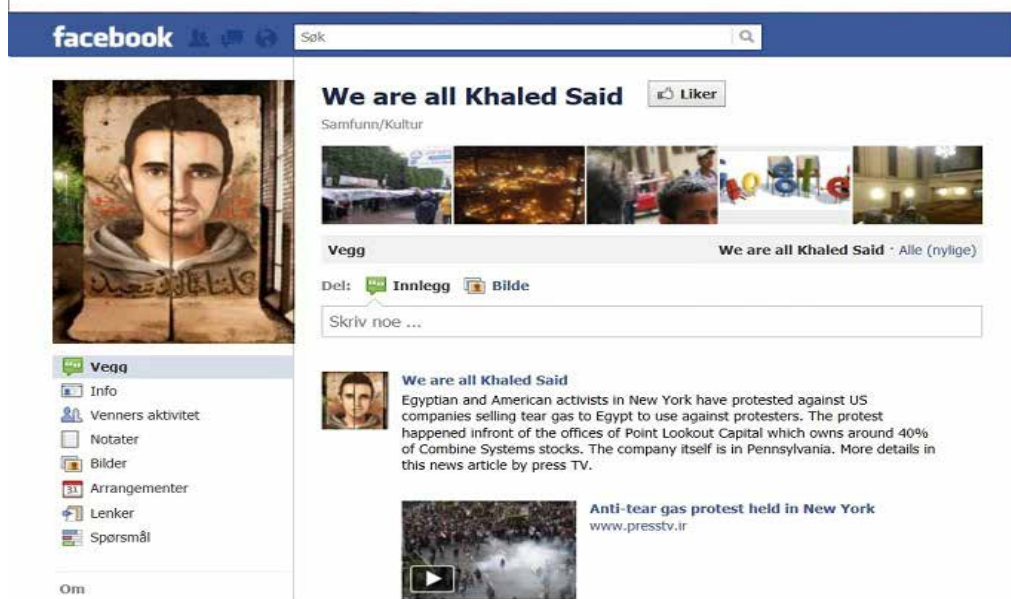 facebook
Søk
We are all Khaled Said
Liker
Samfunn/Kultur
Vegg
We are all Khaled Said · Alle (nylige)
Del: Innlegg Bilde
Skriv noe ...
كلنا خالد سعيد
Vegg
Info
Venners aktivitet
Notater
Bilder
31 Arrangementer
Lenker
Spørsmål
Om
We are all Khaled Said
Egyptian and American activists in New York have protested against US
companies selling tear gas to Egypt to use against protesters. The protest
happened infront of the offices of Point Lookout Capital which owns around 40%
of Combine Systems stocks. The company itself is in Pennsylvania. More details in
this news article by press TV.
Anti-tear gas protest held in New York
www.presstv.ir